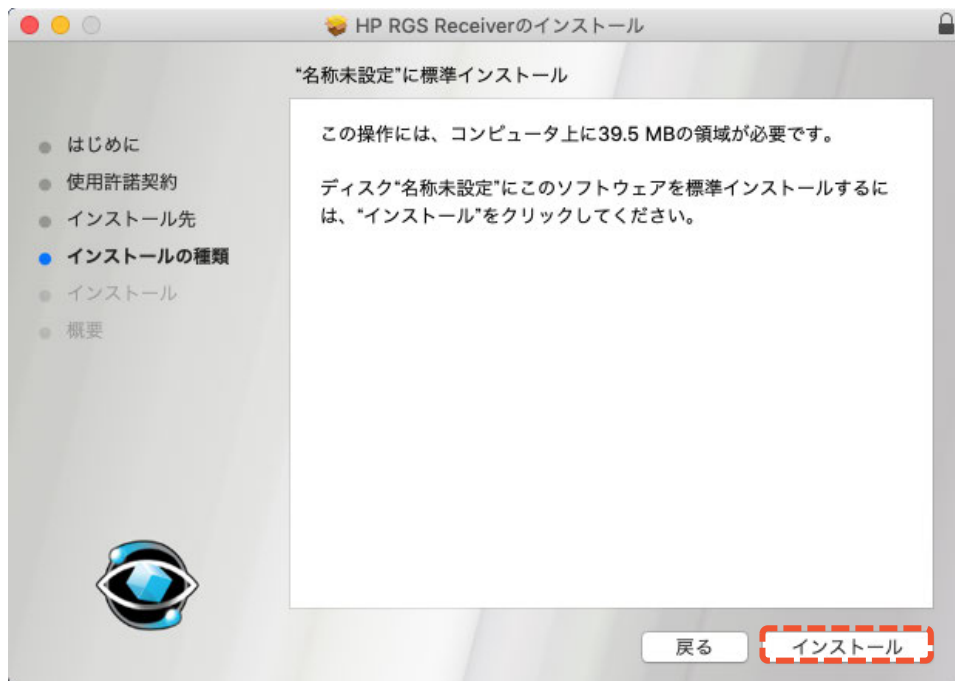 HP RGS Receiverのインストール
“名称未設定”に標準インストール
はじめに
使用許諾契約
インストール先
インストールの種類
インストール
概要
この操作には、コンピュータ上に39.5 MBの領域が必要です。
ディスク“名称未設定”にこのソフトウェアを標準インストールするに
は、“インストール”をクリックしてください。
戻る
インストール